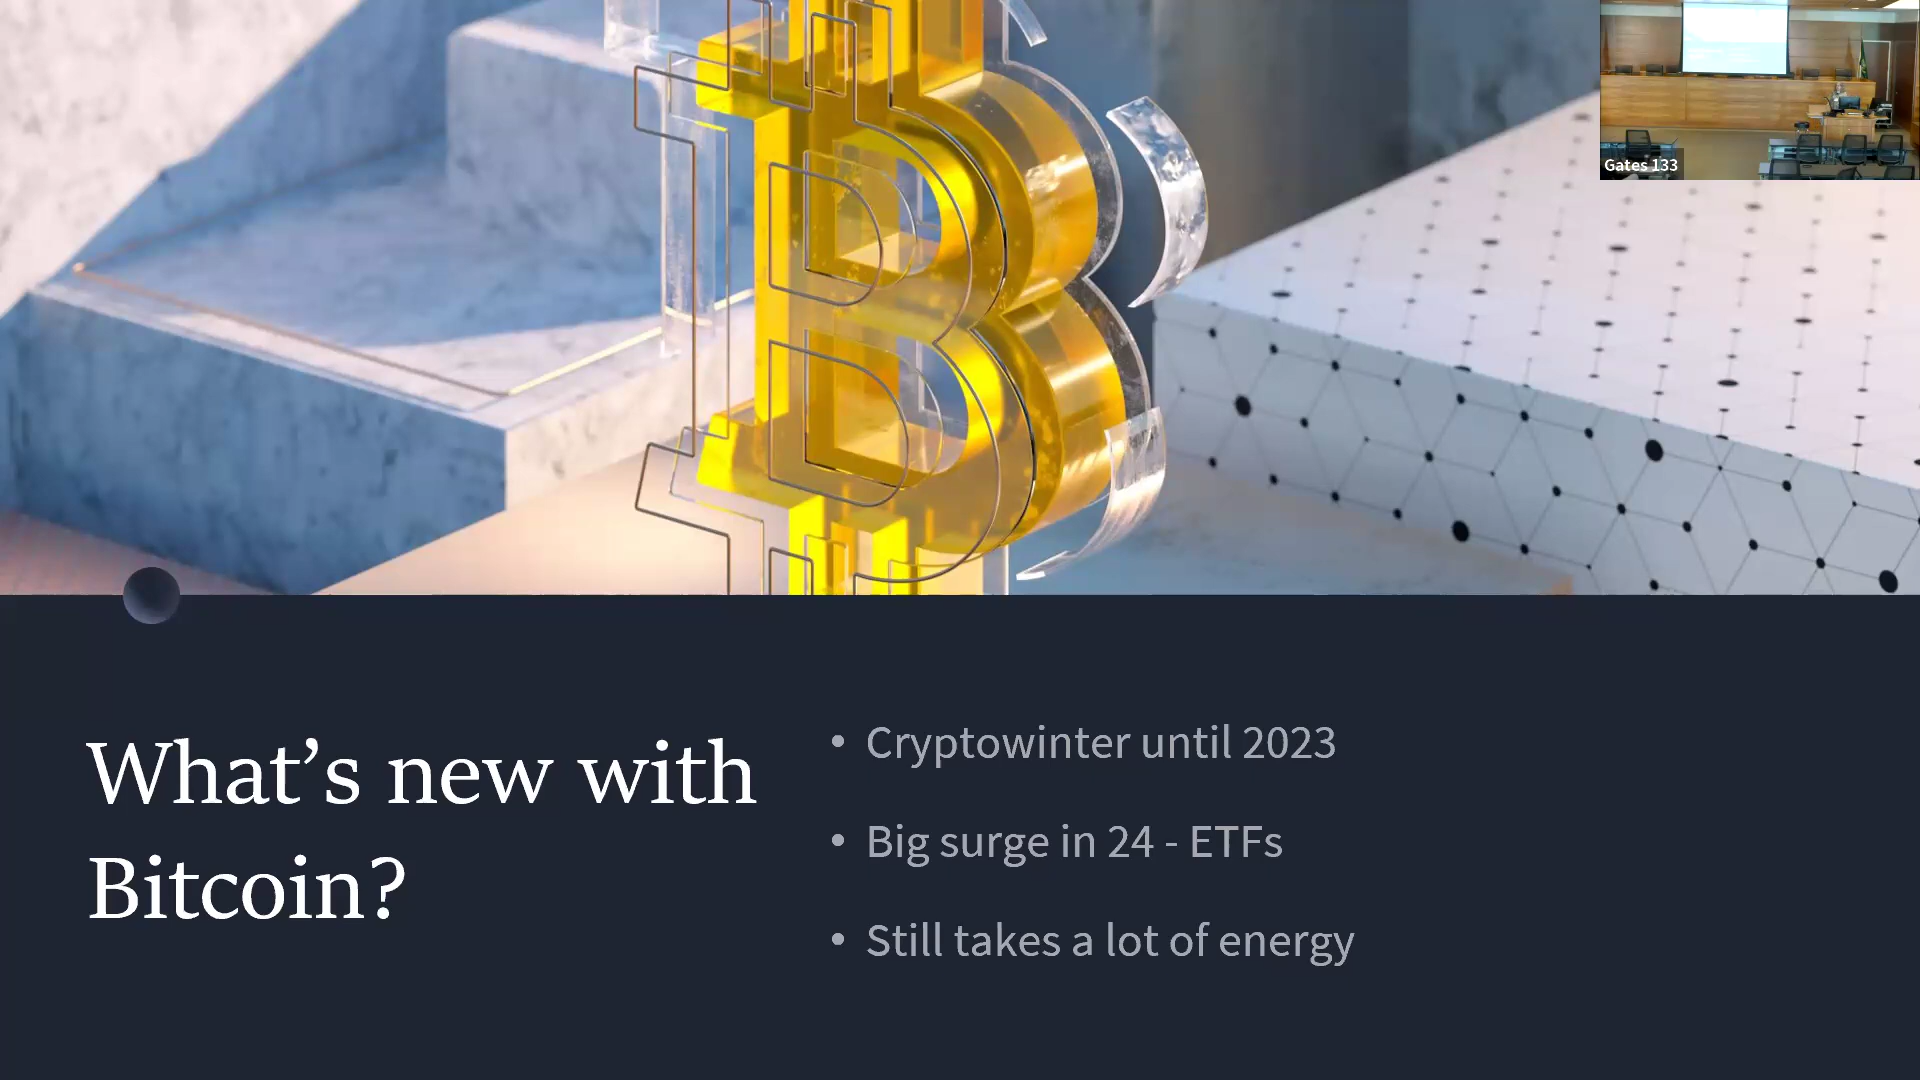 Gates 133
What's new with
Bitcoin?
• Cryptowinter until 2023
• Big surge in 24 - ETFs
• Still takes a lot of energy